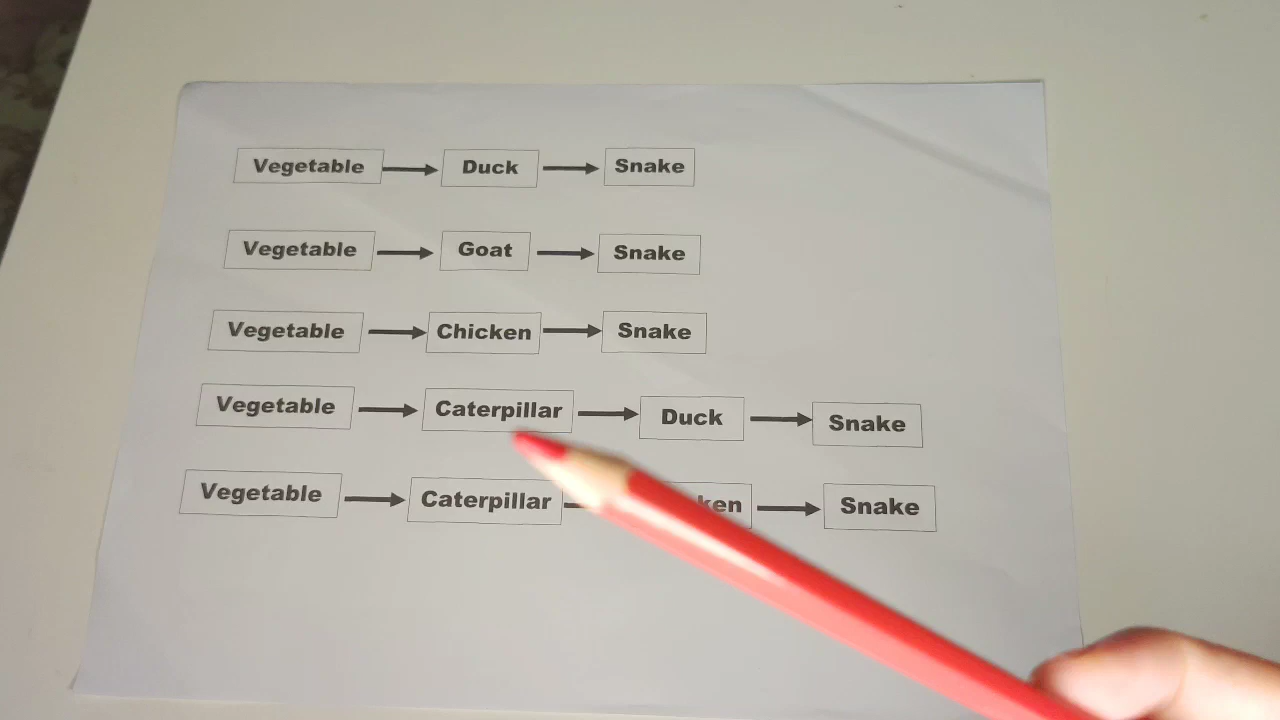 Vegetable Duck Snake
Vegetable Goat Snake
Vegetable Chicken Snake
Vegetable Caterpillar Duck Snake
Vegetable Caterpillar Snake